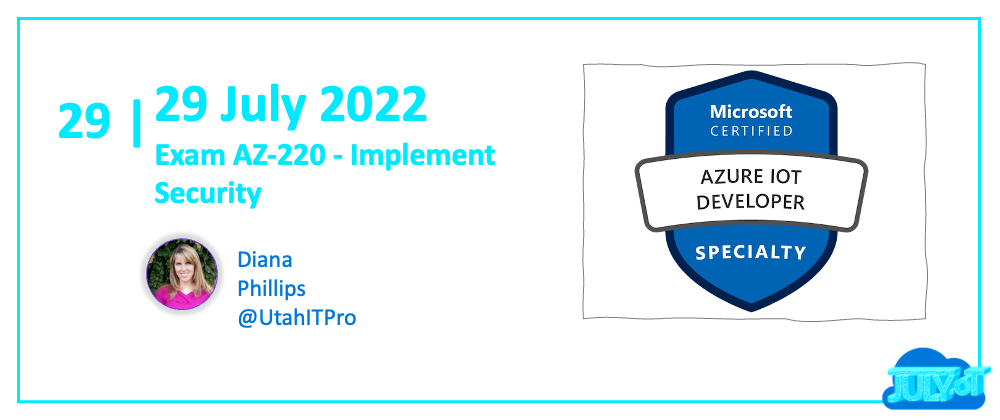 29 |
29 July 2022
Exam AZ-220 - Implement
Security
Diana
Phillips
@UtahITPro
Microsoft
CERTIFIED
AZURE IOT
DEVELOPER
SPECIALTY
JULYoT